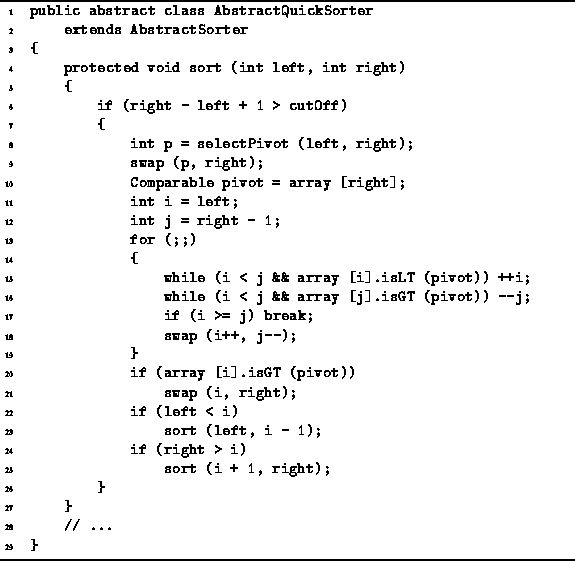 1 public abstract class AbstractQuickSorter
2     extends AbstractSorter
3 {
4     protected void sort (int left, int right)
5     {
6         if (right - left + 1 > cutOff)
7         {
8             int p = selectPivot (left, right);
9             swap (p, right);
10             Comparable pivot = array [right];
11             int i = left;
12             int j = right - 1;
13             for (;;)
14             {
15                 while (i < j && array [i].isLT (pivot)) ++i;
16                 while (i < j && array [j].isGT (pivot)) --j;
17                 if (i >= j) break;
18                 swap (i++, j--);
19             }
20             if (array [i].isGT (pivot))
21                 swap (i, right);
22             if (left < i)
23                 sort (left, i - 1);
24             if (right > i)
25                 sort (i + 1, right);
26         }
27     }
28     // ...
29 }